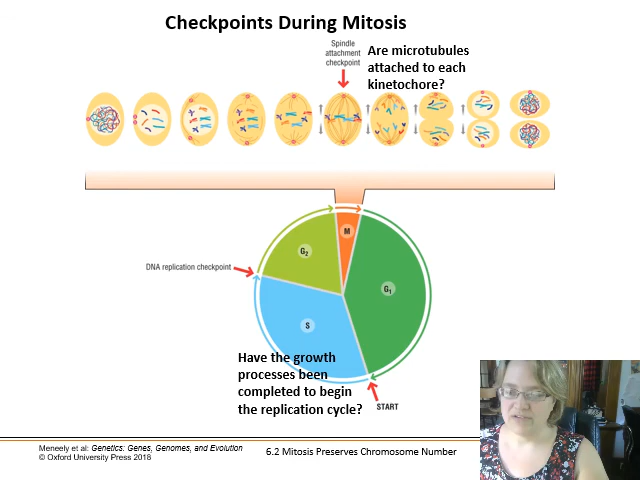 Checkpoints During Mitosis
Spindle
attachment
checkpoint
Are microtubules
attached to each
kinetochore?
M
G₂
G₁
DNA replication checkpoint
S
Have the growth
processes been
completed to begin
the replication cycle?
START
Meneely et al: Genetics: Genes, Genomes, and Evolution
© Oxford University Press 2018
6.2 Mitosis Preserves Chromosome Number